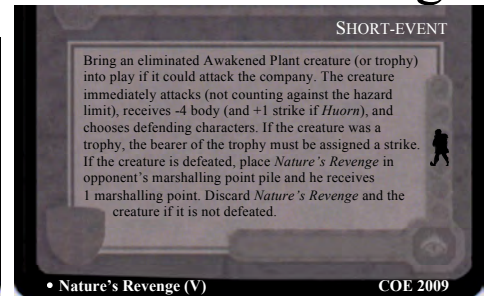 SHORT-EVENT
Bring an eliminated Awakened Plant creature (or trophy)
into play if it could attack the company. The creature
immediately attacks (not counting against the hazard
limit), receives -4 body (and +1 strike if Huorn), and
chooses defending characters. If the creature was a
trophy, the bearer of the trophy must be assigned a strike.
If the creature is defeated, place Nature's Revenge in
opponent's marshalling point pile and he receives
1 marshalling point. Discard Nature's Revenge and the
creature if it is not defeated.
• Nature's Revenge (V) COE 2009